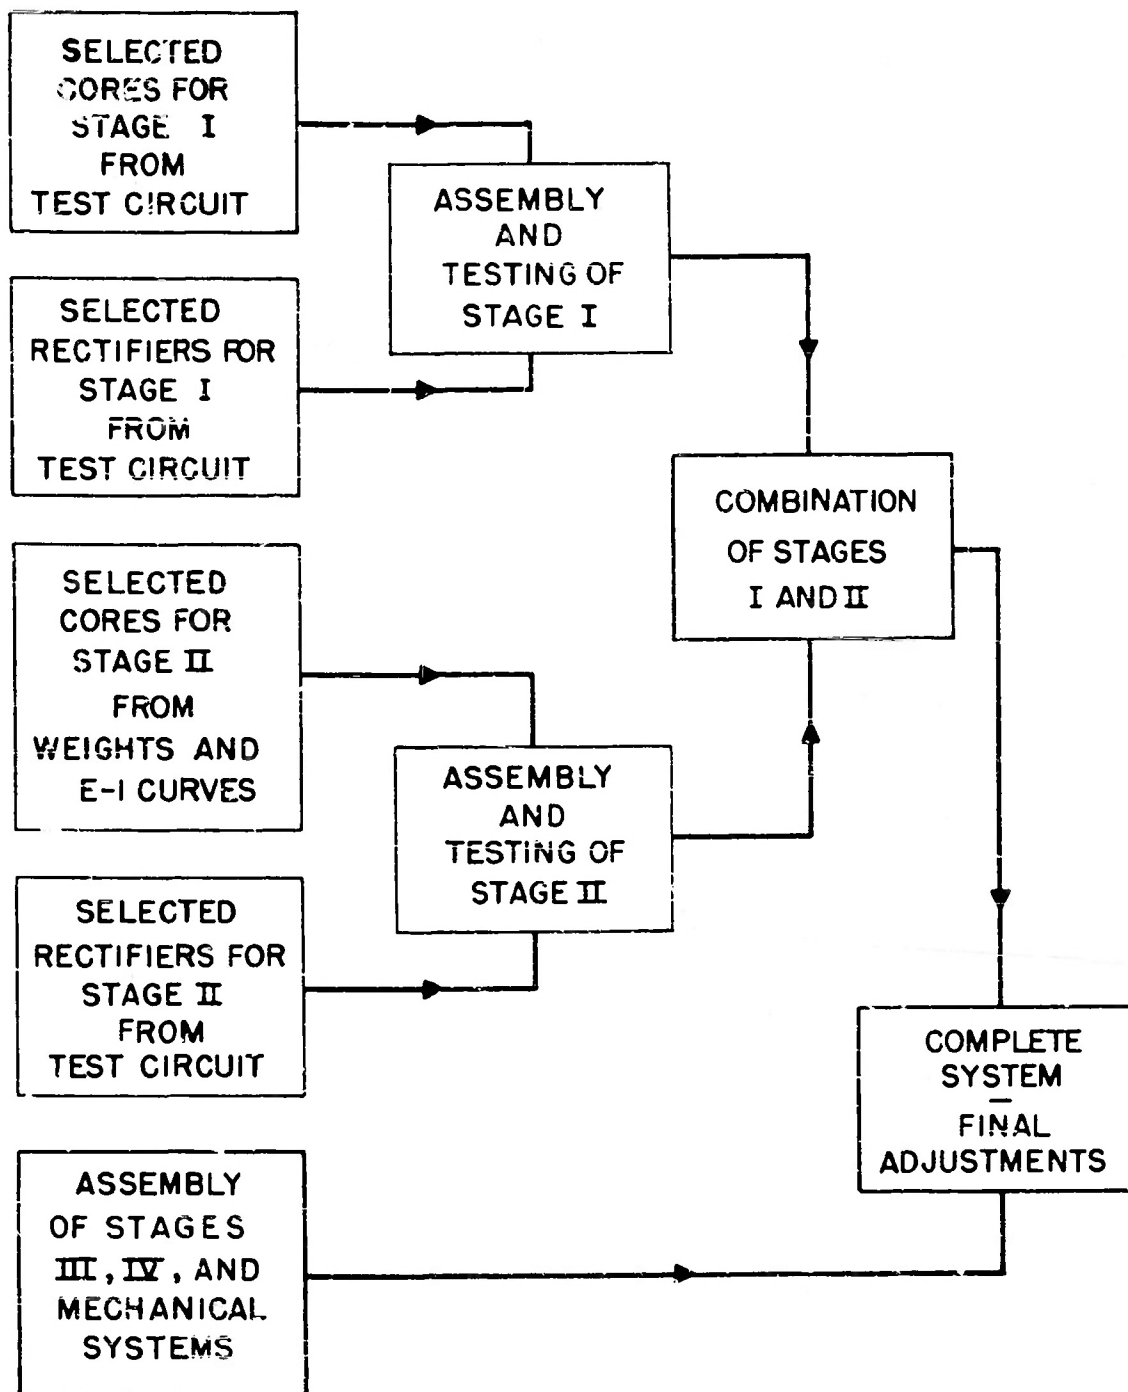 SELECTED
CORES FOR
STAGE I
FROM
TEST CIRCUIT
ASSEMBLY
AND
TESTING OF
STAGE I
SELECTED
RECTIFIERS FOR
STAGE I
FROM
TEST CIRCUIT
COMBINATION
OF STAGES
I AND II
SELECTED
CORES FOR
STAGE II
FROM
WEIGHTS AND
E-I CURVES
ASSEMBLY
AND
TESTING OF
STAGE II
SELECTED
RECTIFIERS FOR
STAGE II
FROM
TEST CIRCUIT
COMPLETE
SYSTEM
—
FINAL
ADJUSTMENTS
ASSEMBLY
OF STAGES
III, IV, AND
MECHANICAL
SYSTEMS